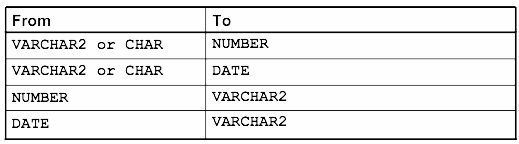 From To
VARCHAR2 or CHAR NUMBER
VARCHAR2 or CHAR DATE
NUMBER VARCHAR2
DATE VARCHAR2